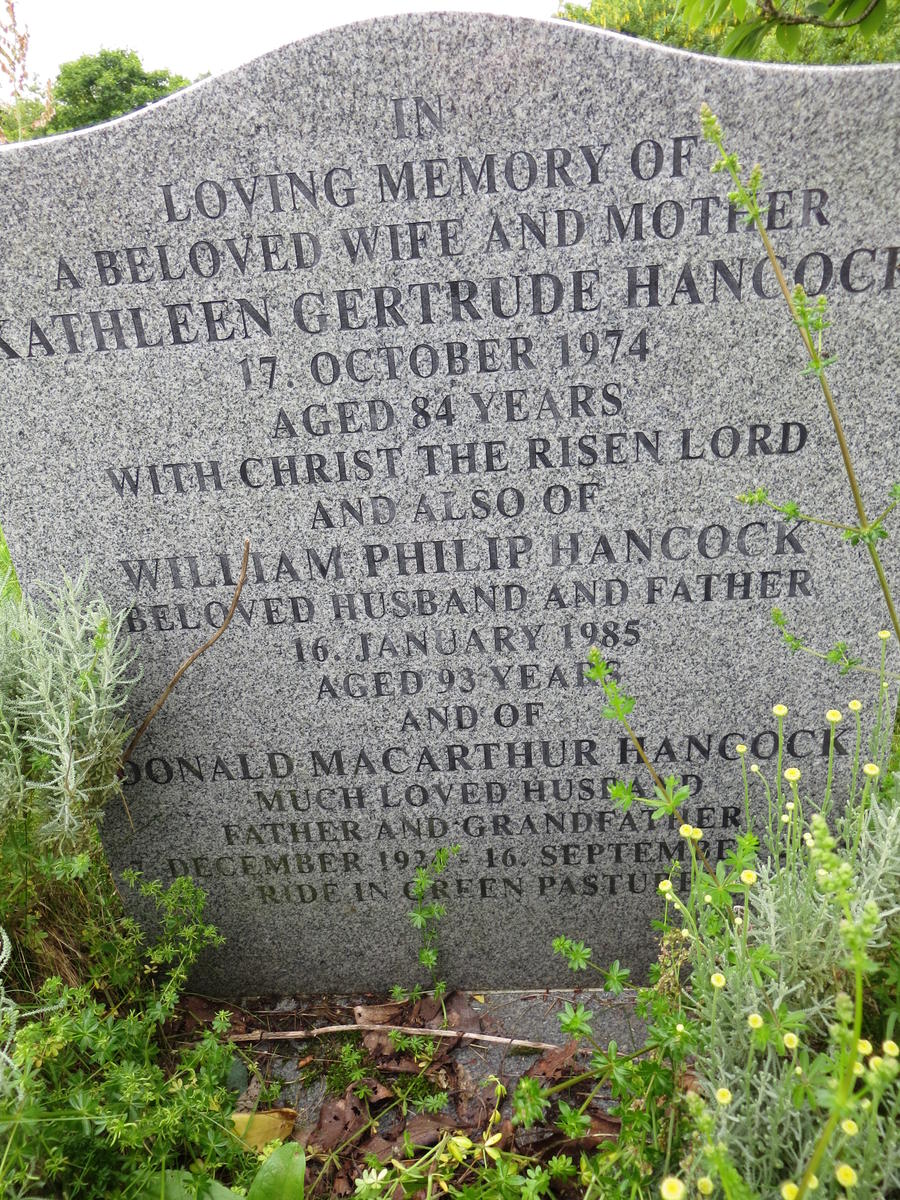 IN
LOVING MEMORY OF
A BELOVED WIFE AND MOTHER
KATHLEEN GERTRUDE HANCOCK
17. OCTOBER 1974
AGED 84 YEARS
WITH CHRIST THE RISEN LORD
AND ALSO OF
WILLIAM PHILIP HANCOCK
BELOVED HUSBAND AND FATHER
16. JANUARY 1985
AGED 93 YEARS
AND OF
DONALD MACARTHUR HANCOCK
MUCH LOVED HUSBAND
FATHER AND GRANDFATHER
DECEMBER - 16. SEPTEMBER
RIDE IN GREEN PASTURES